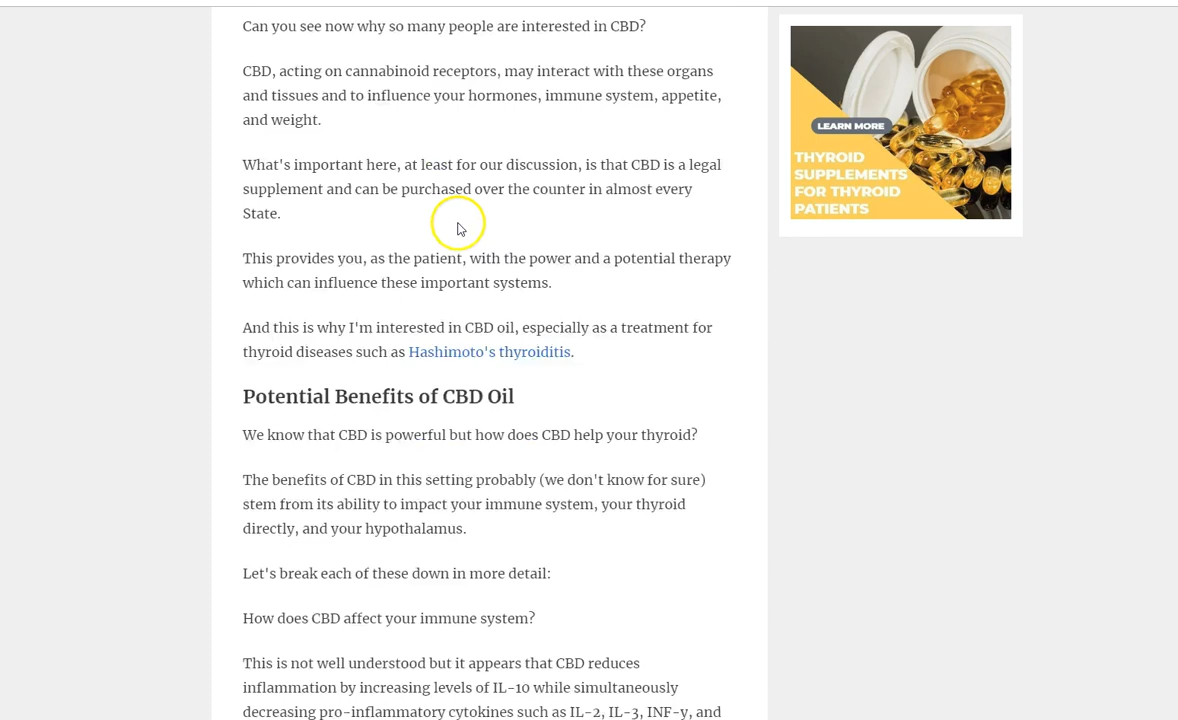 Can you see now why so many people are interested in CBD?
CBD, acting on cannabinoid receptors, may interact with these organs
and tissues and to influence your hormones, immune system, appetite,
and weight.
What's important here, at least for our discussion, is that CBD is a legal
supplement and can be purchased over the counter in almost every
State.
This provides you, as the patient, with the power and a potential therapy
which can influence these important systems.
And this is why I'm interested in CBD oil, especially as a treatment for
thyroid diseases such as Hashimoto's thyroiditis.
Potential Benefits of CBD Oil
We know that CBD is powerful but how does CBD help your thyroid?
The benefits of CBD in this setting probably (we don't know for sure)
stem from its ability to impact your immune system, your thyroid
directly, and your hypothalamus.
Let's break each of these down in more detail:
How does CBD affect your immune system?
This is not well understood but it appears that CBD reduces
inflammation by increasing levels of IL-10 while simultaneously
decreasing pro-inflammatory cytokines such as IL-2, IL-3, INF-y, and
LEARN MORE
THYROID
SUPPLEMENTS
FOR THYROID
PATIENTS